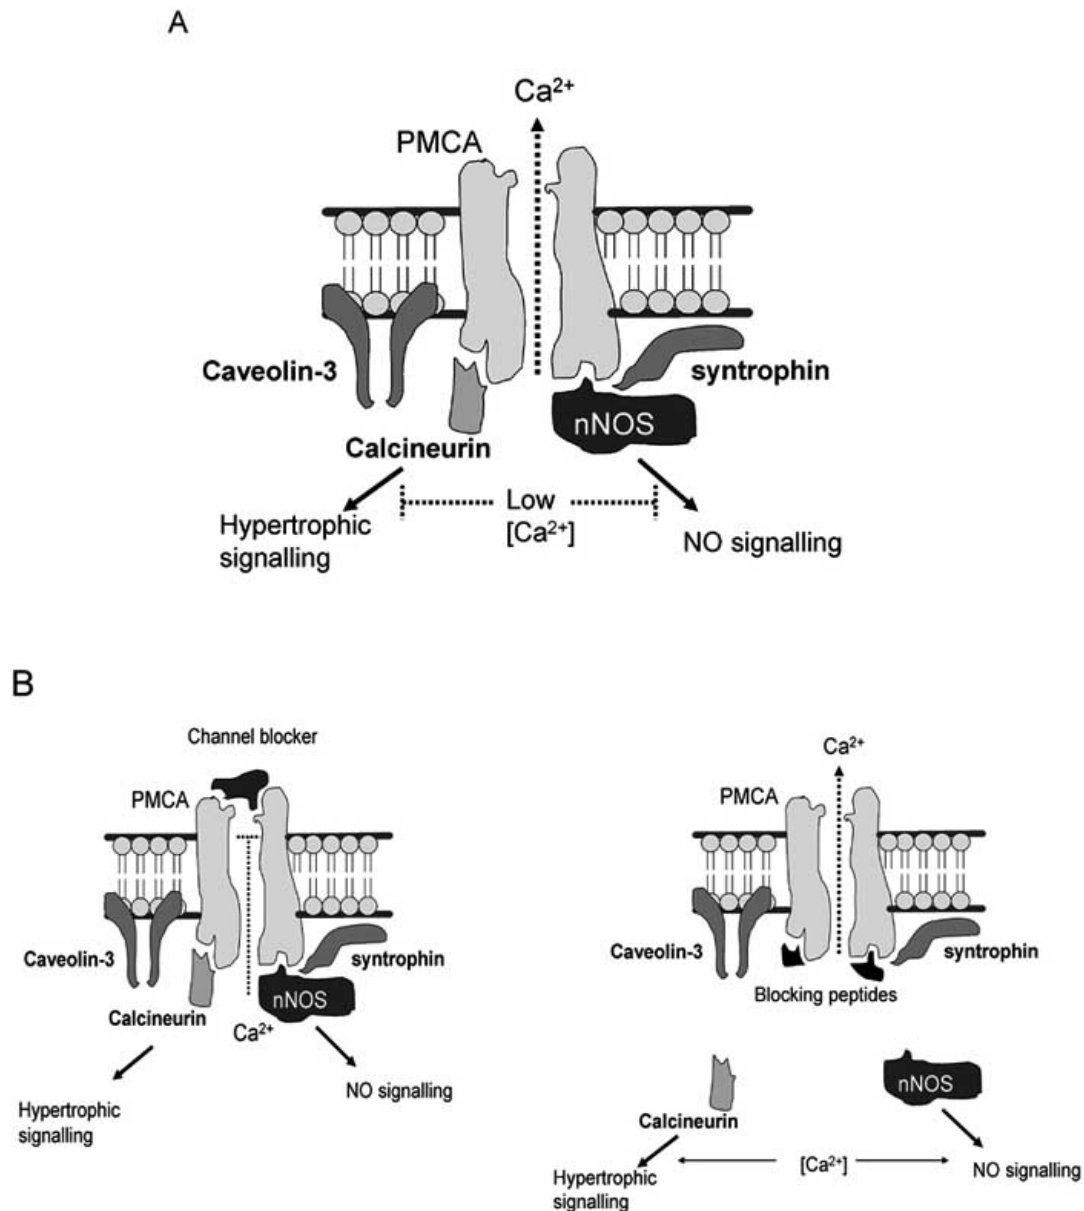 A
Ca²⁺
PMCA
Caveolin-3
syntrophin
nNOS
Calcineurin
Low
[Ca²⁺]
Hypertrophic
signalling
NO signalling
B
Channel blocker
PMCA
Caveolin-3
syntrophin
nNOS
Calcineurin
Ca²⁺
NO signalling
Hypertrophic
signalling
Ca²⁺
PMCA
Caveolin-3
syntrophin
Blocking peptides
nNOS
Calcineurin
[Ca²⁺]
Hypertrophic
signalling
NO signalling